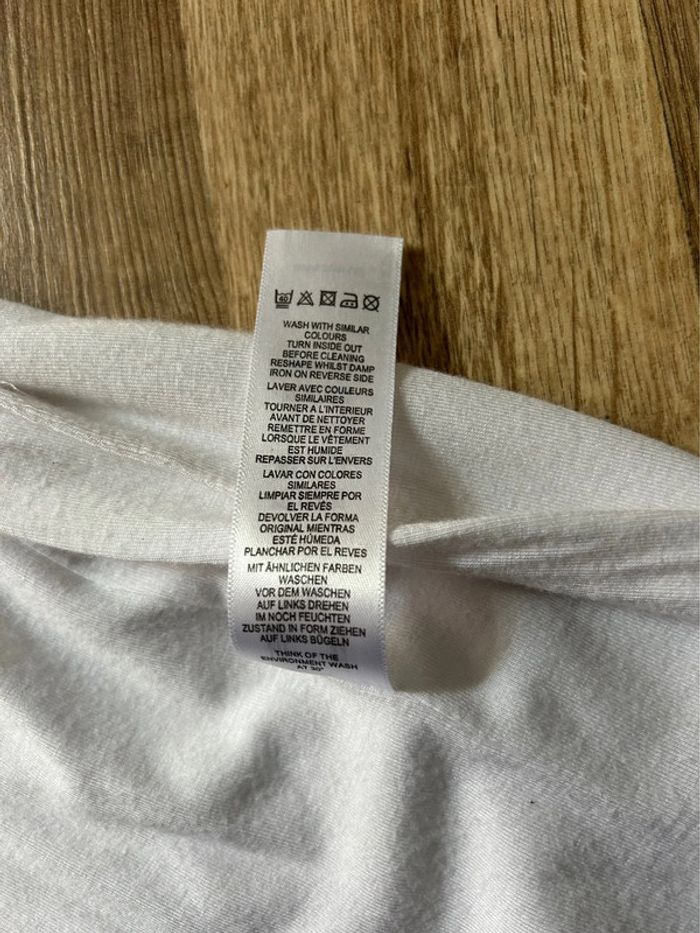 40
WASH WITH SIMILAR
COLOURS
TURN INSIDE OUT
BEFORE CLEANING
RESHAPE WHILST DAMP
IRON ON REVERSE SIDE
LAVER AVEC COULEURS
SIMILAIRES
TOURNER A L'INTERIEUR
AVANT DE NETTOYER
REMETTRE EN FORME
LORSQUE LE VÊTEMENT
EST HUMIDE
REPASSER SUR L'ENVERS
LAVAR CON COLORES
SIMILARES
LIMPIAR SIEMPRE POR
EL REVÉS
DEVOLVER LA FORMA
ORIGINAL MIENTRAS
ESTÉ HÚMEDA
PLANCHAR POR EL REVES
MIT ÄHNLICHEN FARBEN
WASCHEN
VOR DEM WASCHEN
AUF LINKS DREHEN
IM NOCH FEUCHTEN
ZUSTAND IN FORM ZIEHEN
AUF LINKS BÜGELN
THINK OF THE
ENVIRONMENT WASH
AT 30°